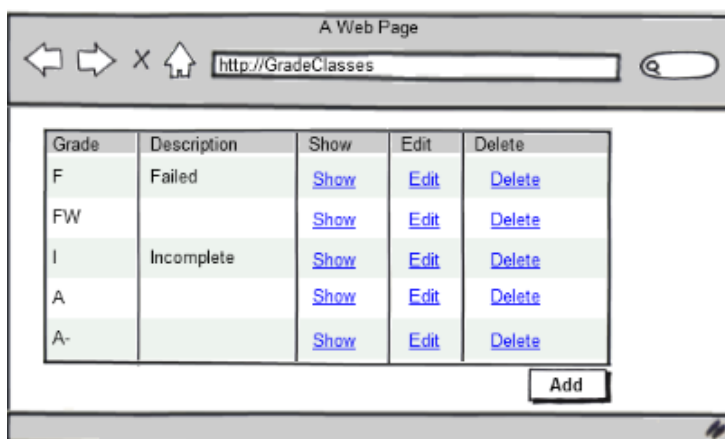 A Web Page
http://GradeClasses
Grade Description Show Edit Delete
F Failed Show Edit Delete
FW Show Edit Delete
I Incomplete Show Edit Delete
A Show Edit Delete
A- Show Edit Delete
Add